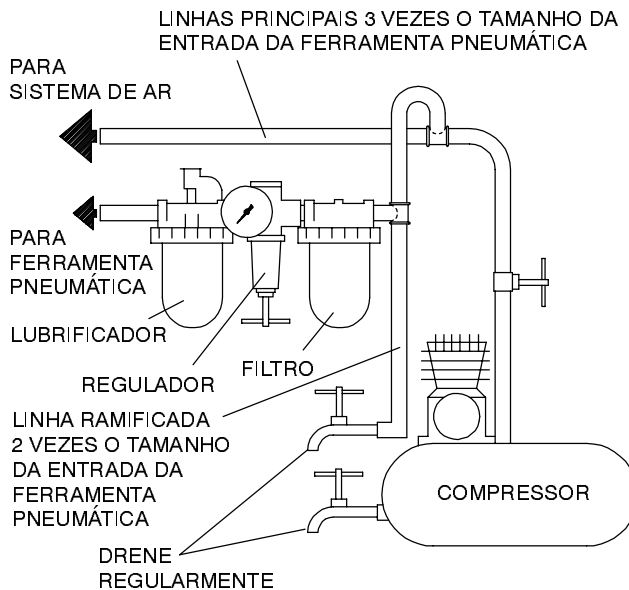 LINHAS PRINCIPAIS 3 VEZES O TAMANHO DA
ENTRADA DA FERRAMENTA PNEUMÁTICA
PARA
SISTEMA DE AR
PARA
FERRAMENTA
PNEUMÁTICA
LUBRIFICADOR
REGULADOR
FILTRO
LINHA RAMIFICADA
2 VEZES O TAMANHO
DA ENTRADA DA
FERRAMENTA
PNEUMÁTICA
COMPRESSOR
DRENE
REGULARMENTE